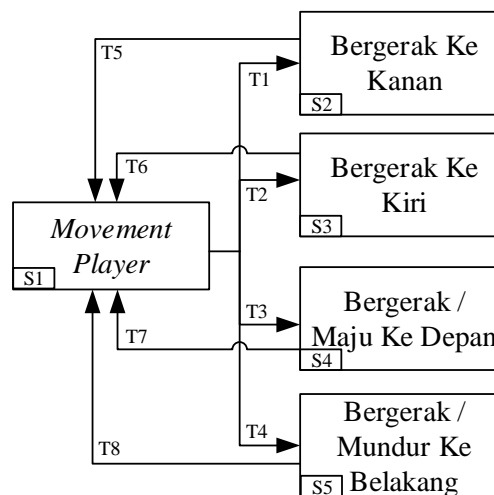 Bergerak Ke
Kanan
S2
T5
T1
Bergerak Ke
Kiri
S3
T6
T2
Movement
Player
S1
Bergerak /
Maju Ke Depan
S4
T3
T7
Bergerak /
Mundur Ke
Belakang
S5
T4
T8